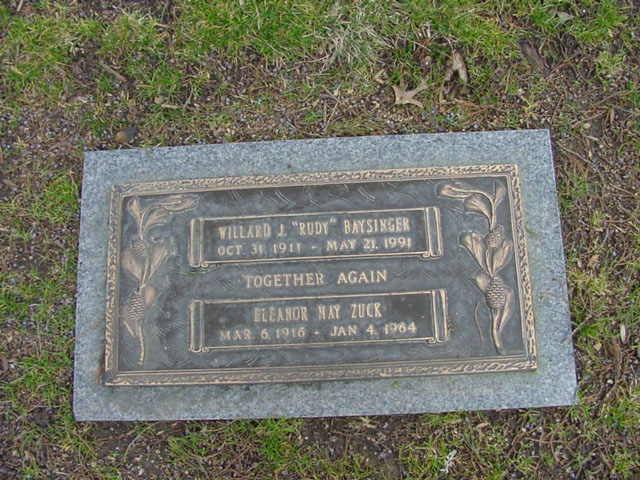 WILLARD J. "RUDY" BAYSINGER
OCT 31, 1911 - MAY 21, 1991
TOGETHER AGAIN
ELEANOR MAY ZUCK
MAR 6, 1916 - JAN 4, 1964